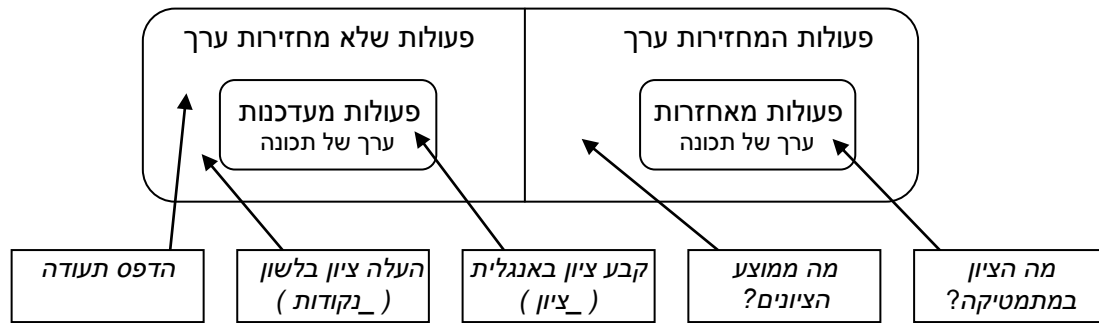 פעולות המחזירות ערך
פעולות שלא מחזירות ערך
פעולות מאחזרות
ערך של תכונה
פעולות מעדכנות
ערך של תכונה
מה הציון
במתמטיקה?
מה ממוצע
הציונים?
קבע ציון באנגלית
( _ציון )
העלה ציון בלשון
( _נקודות )
הדפס תעודה